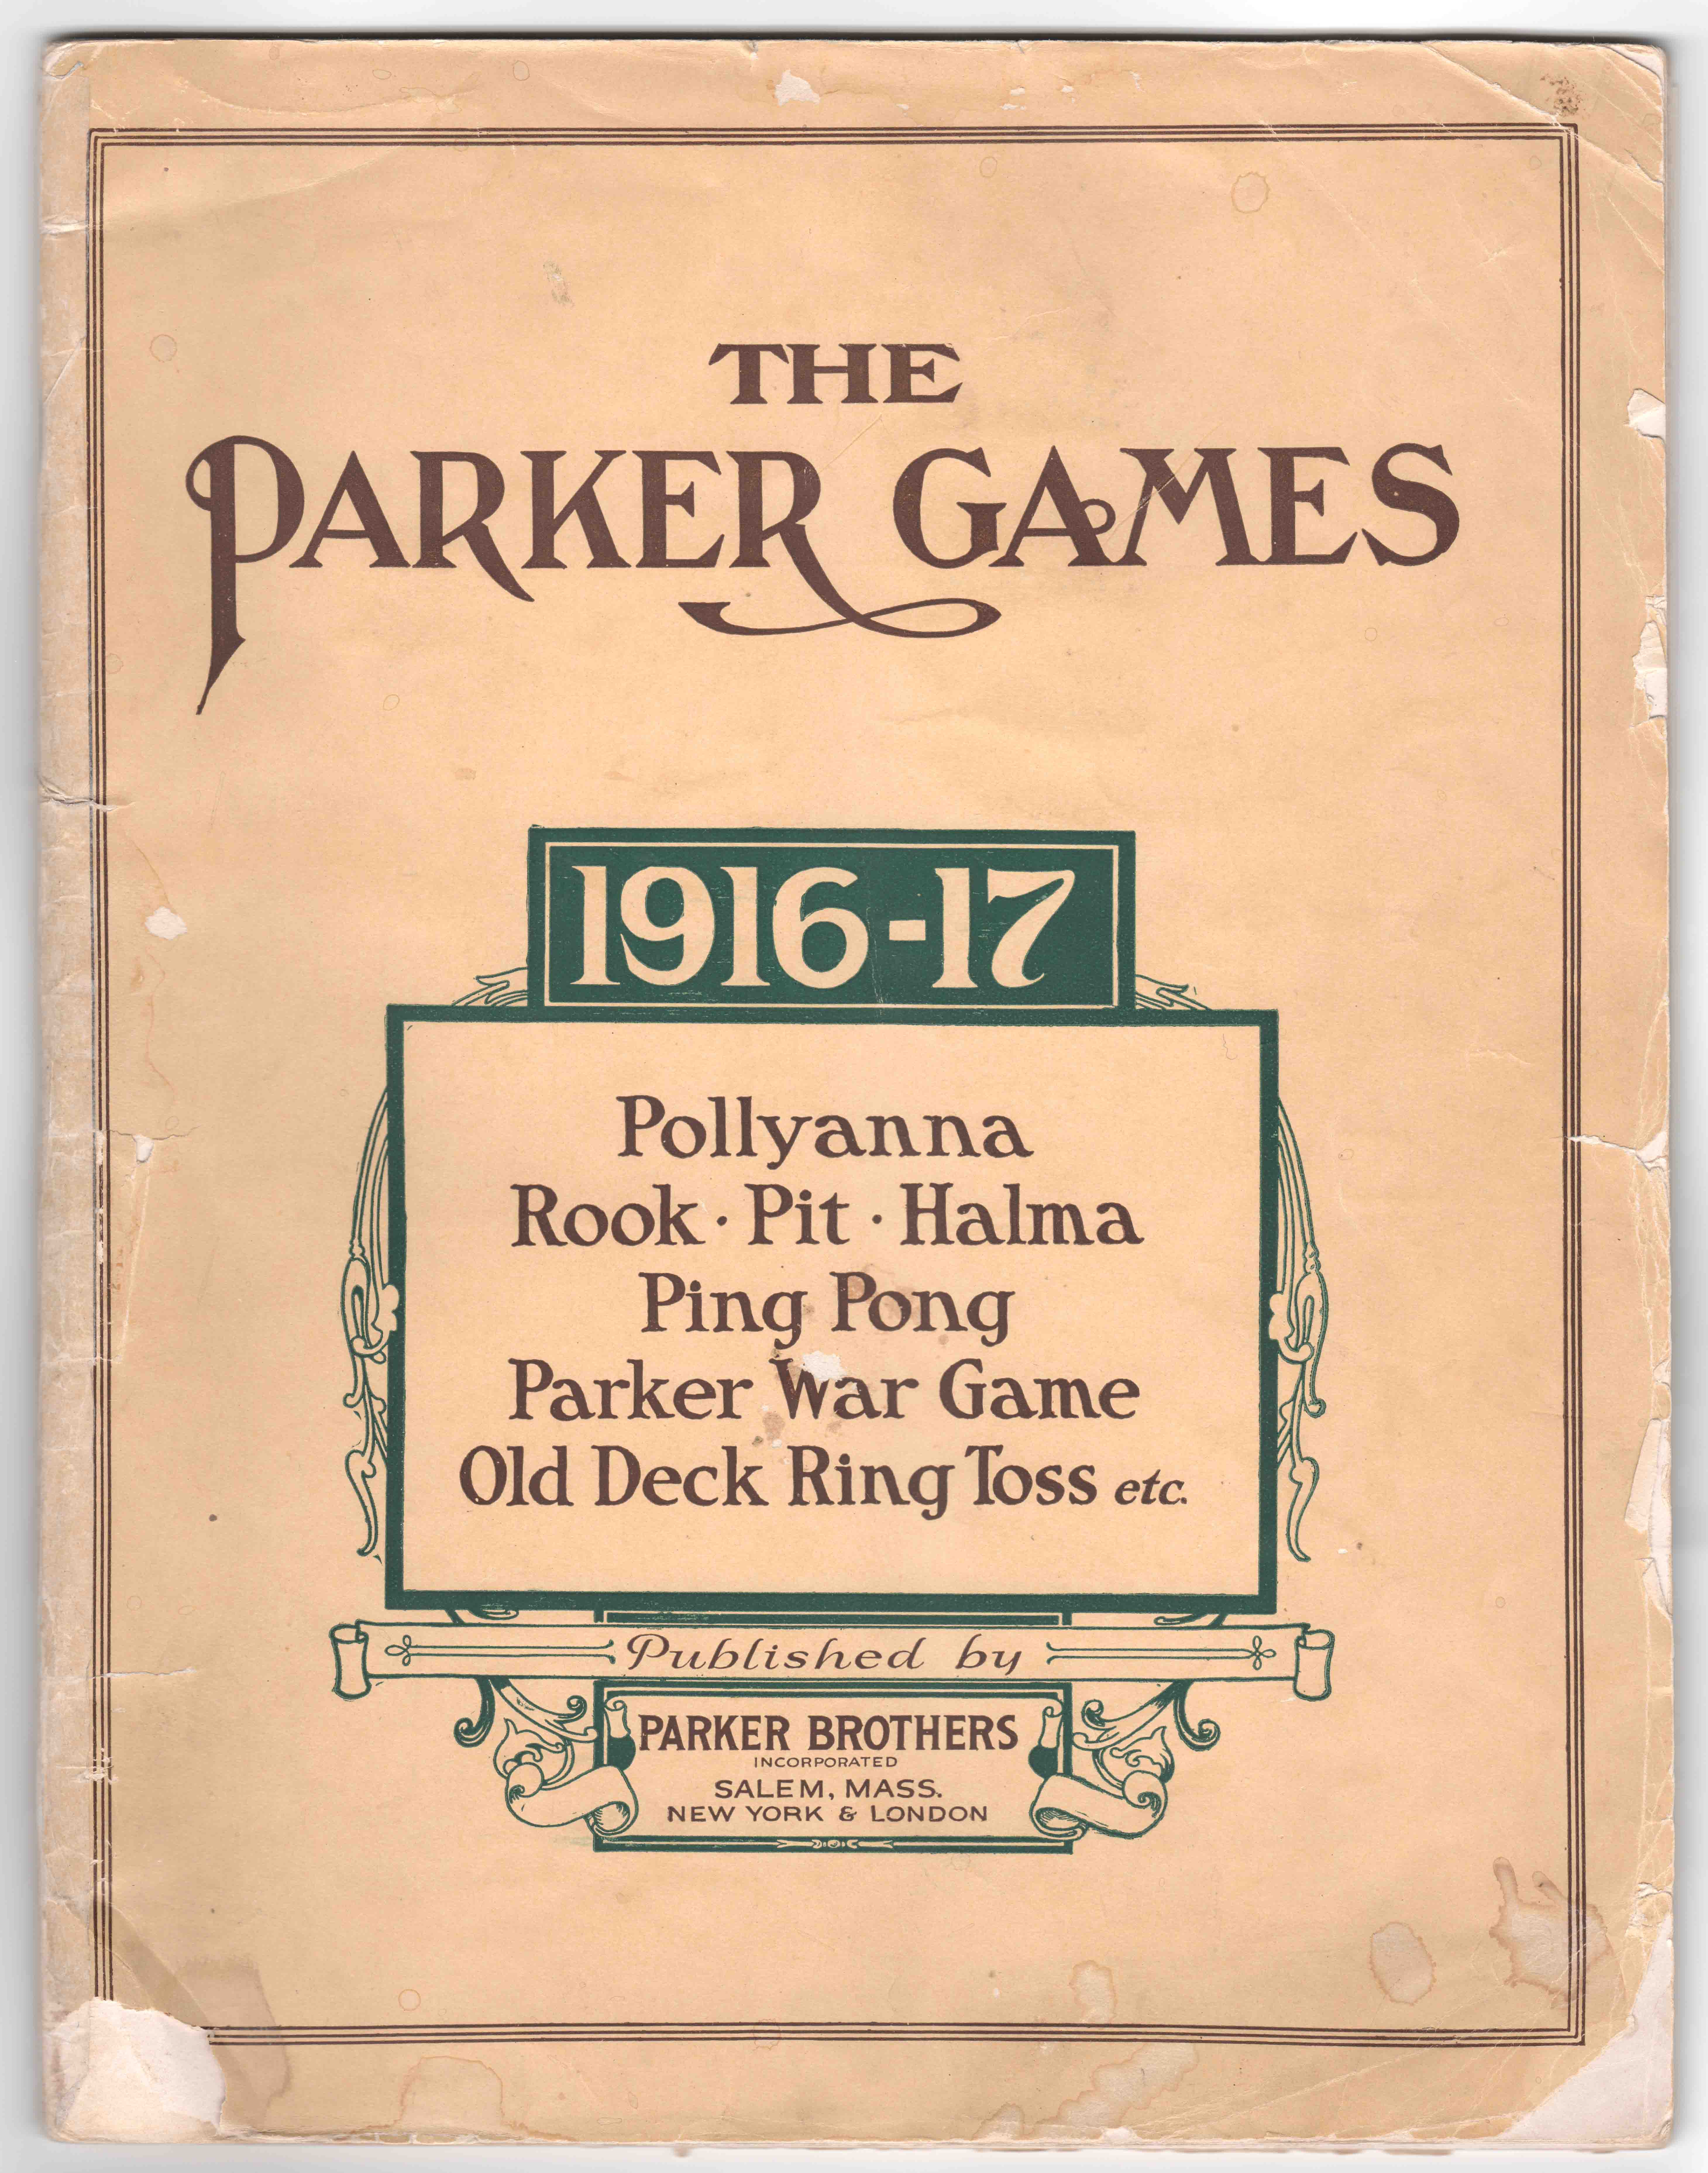 THE
PARKER GAMES
1916-17
Pollyanna
Rook · Pit · Halma
Ping Pong
Parker War Game
Old Deck Ring Toss etc.
Published by
PARKER BROTHERS
INCORPORATED
SALEM, MASS.
NEW YORK & LONDON